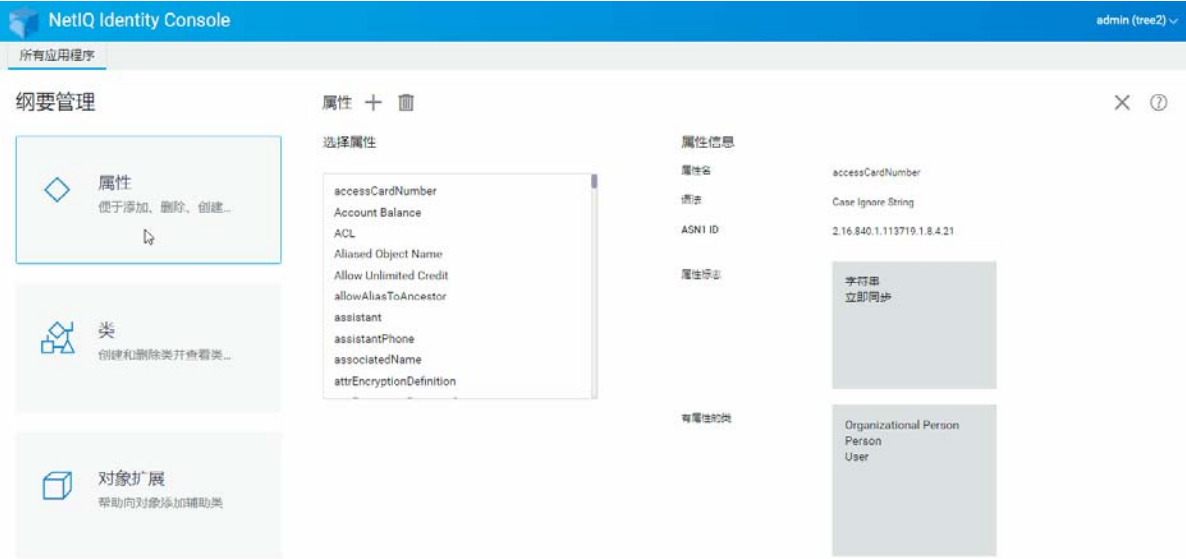 NetIQ Identity Console
admin (tree2)
所有应用程序
纲要管理
属性
便于添加、删除、创建...
类
创建和删除类并查看类...
对象扩展
帮助向对象添加辅助类
属性
选择属性
accessCardNumber
Account Balance
ACL
Aliased Object Name
Allow Unlimited Credit
allowAliasToAncestor
assistant
assistantPhone
associatedName
attrEncryptionDefinition
属性信息
属性名
accessCardNumber
语法
Case Ignore String
ASN1 ID
2.16.840.1.113719.1.8.4.21
属性标志
字符串
立即同步
有属性的类
Organizational Person
Person
User